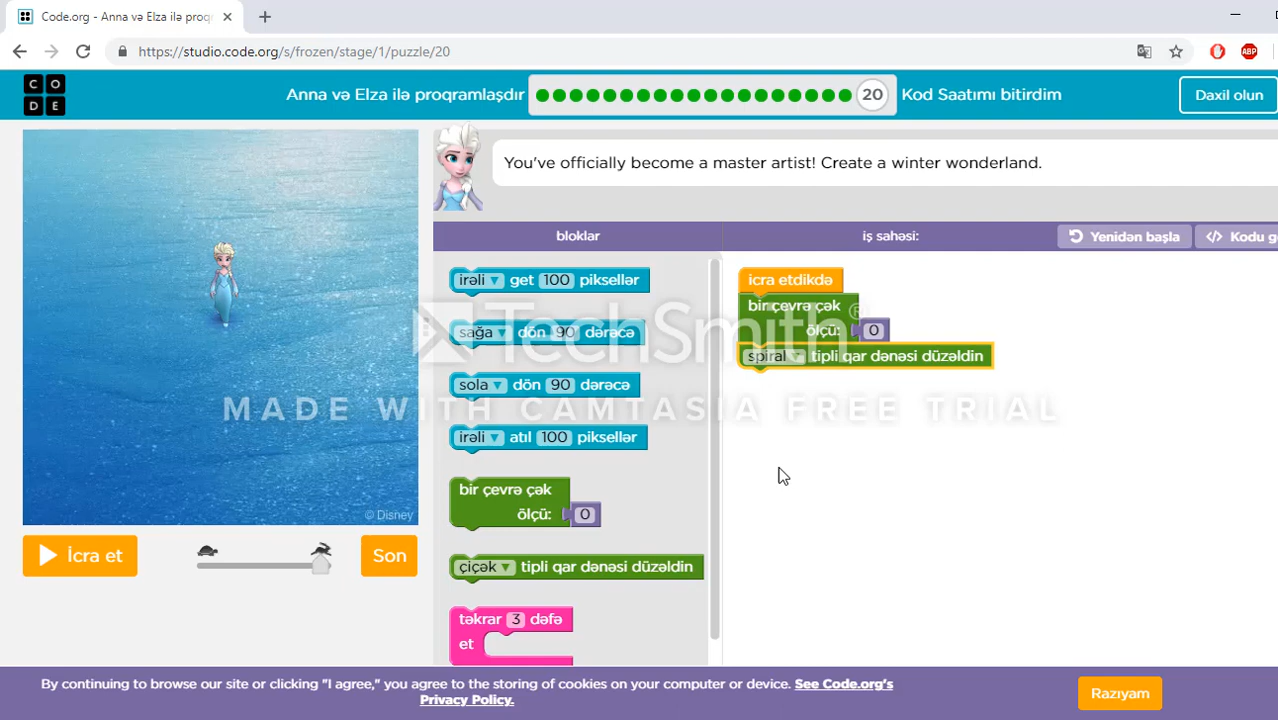 Code.org - Anna və Elza ilə proq
https://studio.code.org/s/frozen/stage/1/puzzle/20
ABP
C O
D E
Anna və Elza ilə proqramlaşdır
20
Kod Saatımı bitirdim
Daxil olun
You've officially become a master artist! Create a winter wonderland.
bloklar
iş sahəsi:
Yenidən başla
</> Kodu g
irəli ▼ get 100 piksellər
sağa ▼ dön 90 dərəcə
sola ▼ dön 90 dərəcə
irəli ▼ atıl 100 piksellər
bir çevrə çək
ölçü: 0
çiçək ▼ tipli qar dənəsi düzəldin
təkrar 3 dəfə
et
icra etdikdə
bir çevrə çək
ölçü: 0
spiral ▼ tipli qar dənəsi düzəldin
© Disney
İcra et
Son
TechSmith®
MADE WITH CAMTASIA FREE TRIAL
By continuing to browse our site or clicking "I agree," you agree to the storing of cookies on your computer or device. See Code.org's
Privacy Policy.
Razıyam